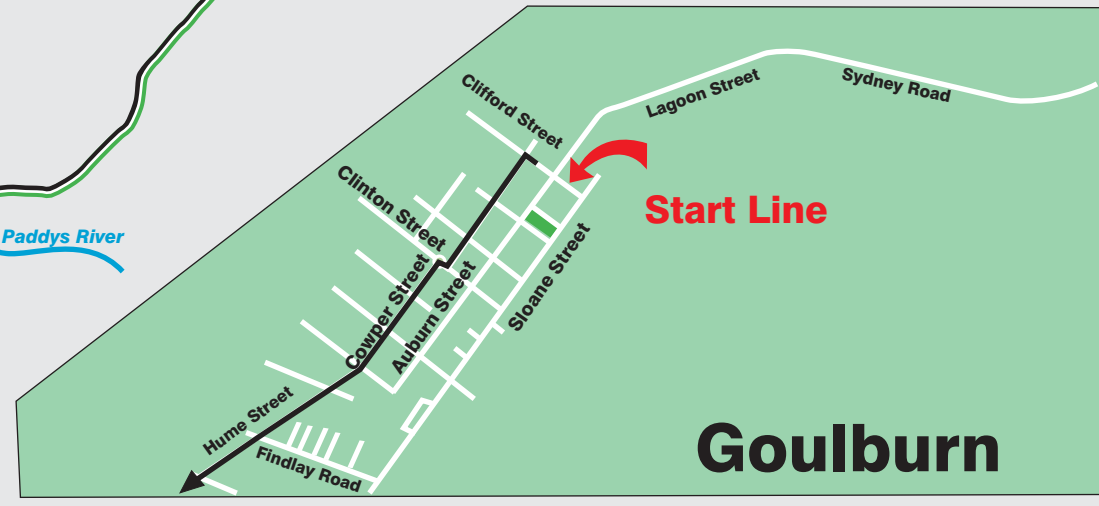 Sydney Road
Lagoon Street
Clifford Street
Clinton Street
Start Line
Paddys River
Sloane Street
Cowper Street
Auburn Street
Hume Street
Findlay Road
Goulburn